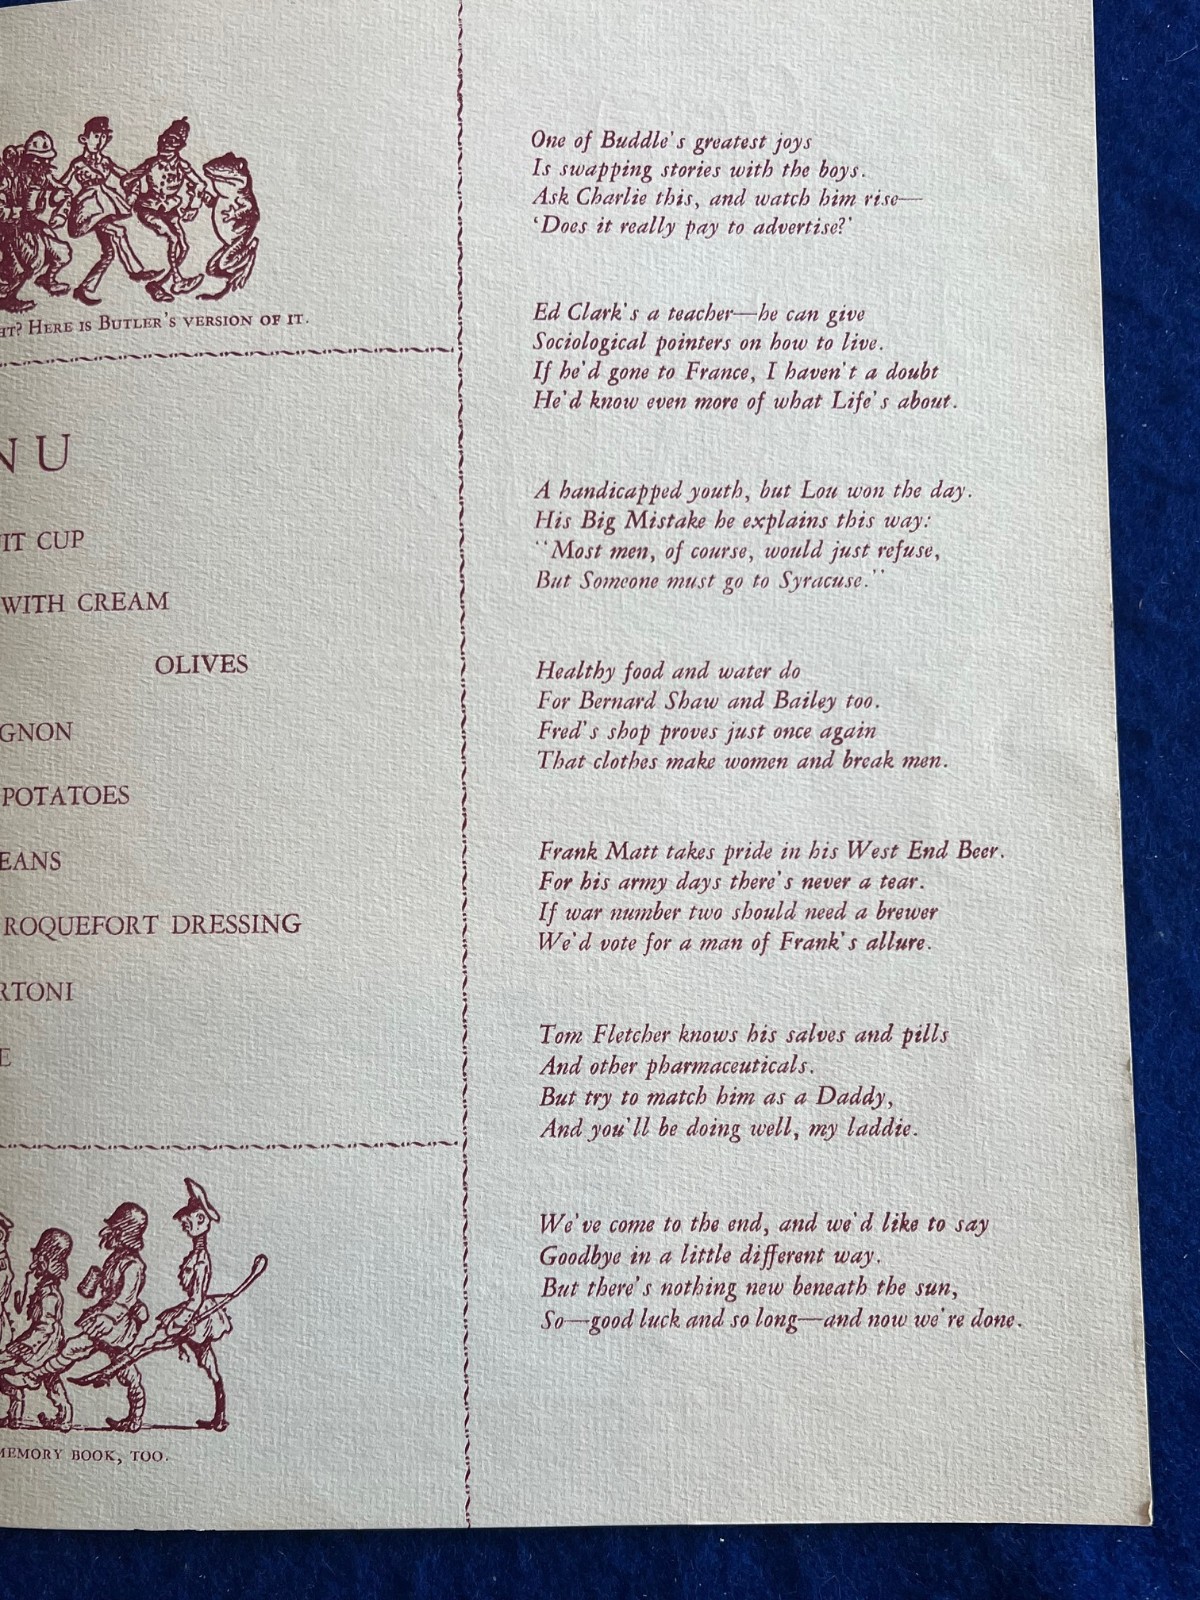 HERE IS BUTLER'S VERSION OF IT.
NU
IT CUP
WITH CREAM
OLIVES
GNON
POTATOES
EANS
ROQUEFORT DRESSING
RTONI
E
MEMORY BOOK, TOO.
One of Buddle's greatest joys
Is swapping stories with the boys.
Ask Charlie this, and watch him rise—
'Does it really pay to advertise?'
Ed Clark's a teacher—he can give
Sociological pointers on how to live.
If he'd gone to France, I haven't a doubt
He'd know even more of what Life's about.
A handicapped youth, but Lou won the day.
His Big Mistake he explains this way:
"Most men, of course, would just refuse,
But Someone must go to Syracuse."
Healthy food and water do
For Bernard Shaw and Bailey too.
Fred's shop proves just once again
That clothes make women and break men.
Frank Matt takes pride in his West End Beer.
For his army days there's never a tear.
If war number two should need a brewer
We'd vote for a man of Frank's allure.
Tom Fletcher knows his salves and pills
And other pharmaceuticals.
But try to match him as a Daddy,
And you'll be doing well, my laddie.
We've come to the end, and we'd like to say
Goodbye in a little different way.
But there's nothing new beneath the sun,
So—good luck and so long—and now we're done.